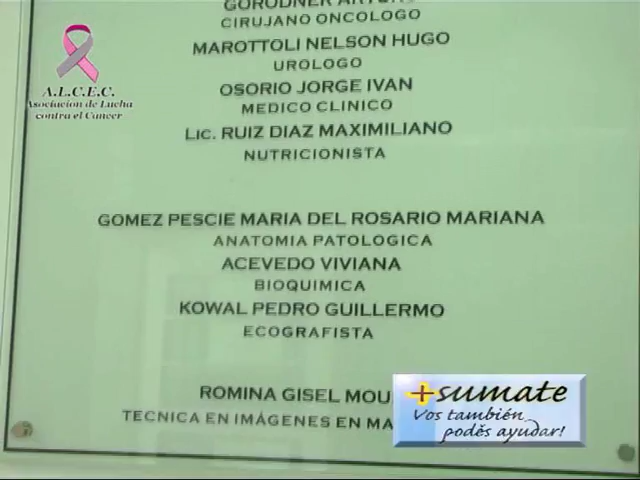 CIRUJANO ONCOLOGO
MAROTTOLI NELSON HUGO
UROLOGO
OSORIO JORGE IVAN
MEDICO CLINICO
LIC. RUIZ DIAZ MAXIMILIANO
NUTRICIONISTA
GOMEZ PESCIE MARIA DEL ROSARIO MARIANA
ANATOMIA PATOLOGICA
ACEVEDO VIVIANA
BIOQUIMICA
KOWAL PEDRO GUILLERMO
ECOGRAFISTA
ROMINA GISEL
TECNICA EN IMÁGENES EN
A.L.C.E.C.
Asociacion de Lucha
contra el Cancer
+sumate
Vos también
podés ayudar!